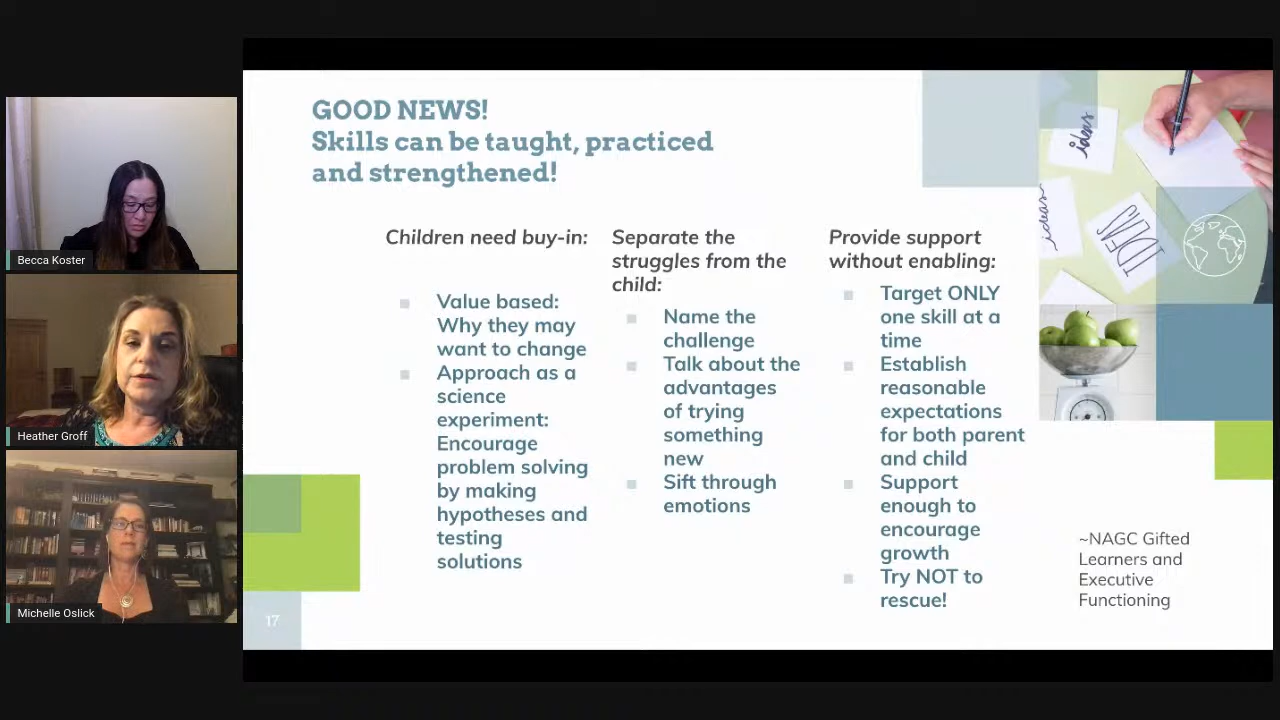 Becca Koster
Heather Groff
Michelle Oslick
GOOD NEWS!
Skills can be taught, practiced
and strengthened!
Children need buy-in:
Value based:
Why they may
want to change
Approach as a
science
experiment:
Encourage
problem solving
by making
hypotheses and
testing
solutions
Separate the
struggles from the
child:
Name the
challenge
Talk about the
advantages
of trying
something
new
Sift through
emotions
Provide support
without enabling:
Target ONLY
one skill at a
time
Establish
reasonable
expectations
for both parent
and child
Support
enough to
encourage
growth
Try NOT to
rescue!
ideas
ideas
IDEAS
~NAGC Gifted
Learners and
Executive
Functioning
17